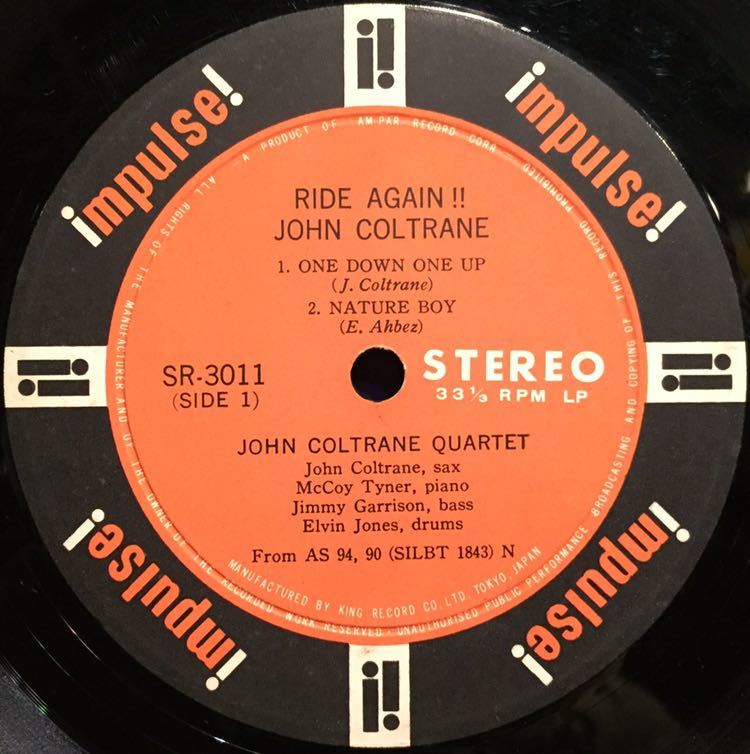 impulse!
impulse!
RIDE AGAIN !!
JOHN COLTRANE
1. ONE DOWN ONE UP
(J. Coltrane)
2. NATURE BOY
(E. Ahbez)
SR-3011
(SIDE 1)
STEREO
33⅓ RPM LP
JOHN COLTRANE QUARTET
John Coltrane, sax
McCoy Tyner, piano
Jimmy Garrison, bass
Elvin Jones, drums
From AS 94, 90 (SILBT 1843) N
MANUFACTURED BY KING RECORD CO. LTD. TOKYO, JAPAN
A PRODUCT OF AM-PAR RECORD CORP.
ALL RIGHTS OF THE MANUFACTURER AND OF THE OWNER OF THE RECORDED WORK RESERVED · UNAUTHORISED PUBLIC PERFORMANCE BROADCASTING AND COPYING OF THIS RECORD PROHIBITED
impulse!
impulse!